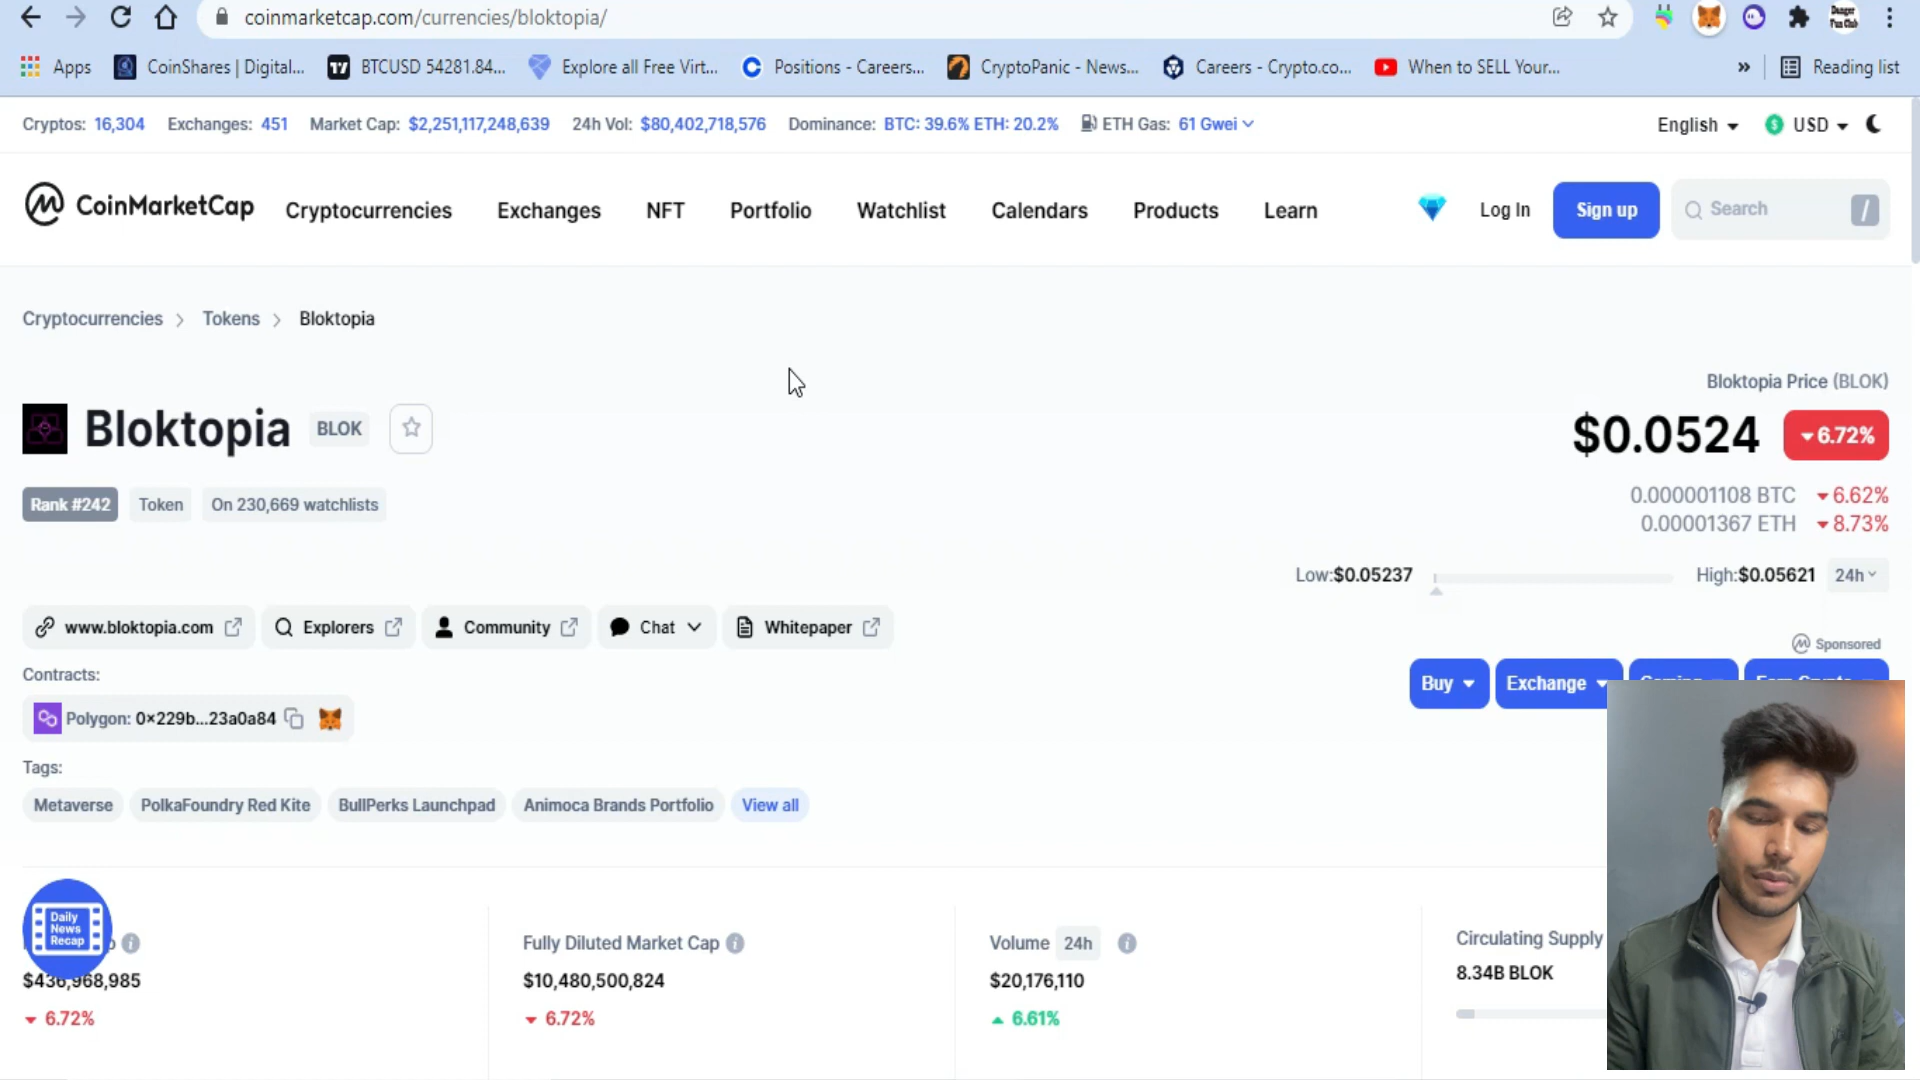 coinmarketcap.com/currencies/bloktopia/
Danger
Fun Club
Apps CoinShares | Digital... BTCUSD 54281.84... Explore all Free Virt... Positions - Careers... CryptoPanic - News... Careers - Crypto.co... When to SELL Your... » Reading list
Cryptos: 16,304 Exchanges: 451 Market Cap: $2,251,117,248,639 24h Vol: $80,402,718,576 Dominance: BTC: 39.6% ETH: 20.2% ETH Gas: 61 Gwei English USD
CoinMarketCap Cryptocurrencies Exchanges NFT Portfolio Watchlist Calendars Products Learn Log In Sign up Search /
Cryptocurrencies > Tokens > Bloktopia
Bloktopia Price (BLOK)
Bloktopia BLOK $0.0524 6.72%
Rank #242 Token On 230,669 watchlists
0.000001108 BTC 6.62%
0.00001367 ETH 8.73%
Low:$0.05237 High:$0.05621 24h
www.bloktopia.com Explorers Community Chat Whitepaper
Sponsored
Contracts:
Buy Exchange
Polygon: 0×229b...23a0a84
Tags:
Metaverse PolkaFoundry Red Kite BullPerks Launchpad Animoca Brands Portfolio View all
Daily
News
Recap
Fully Diluted Market Cap Volume 24h Circulating Supply
$436,968,985 $10,480,500,824 $20,176,110 8.34B BLOK
6.72% 6.72% 6.61%